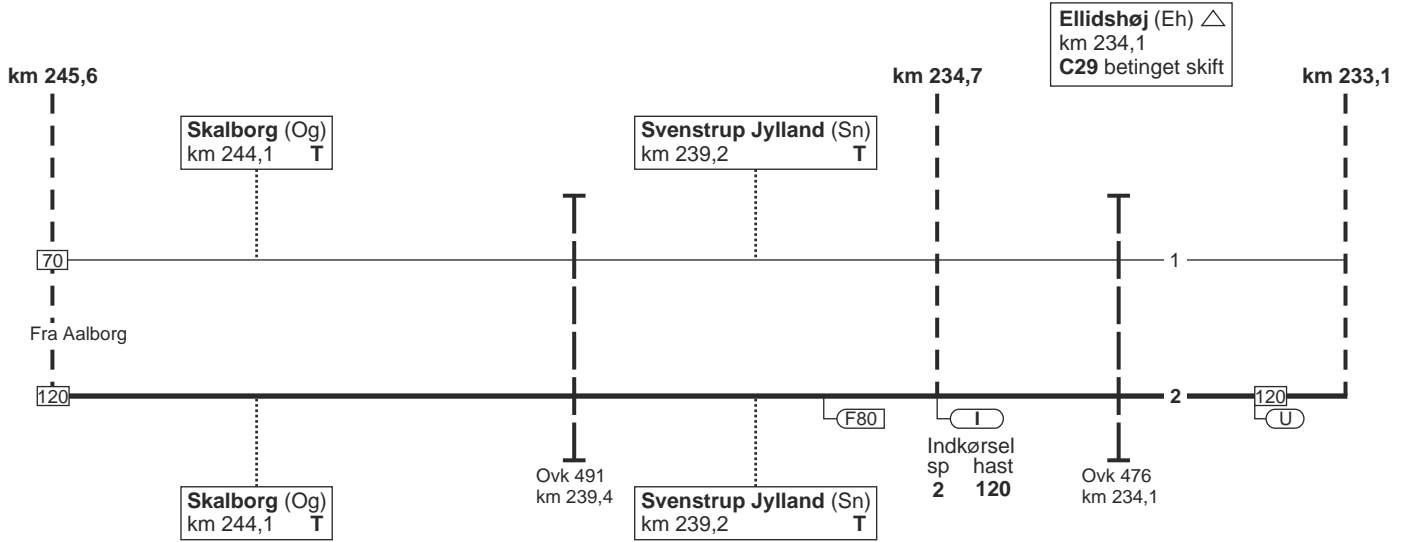 Ellidshøj (Eh)
km 234,1
C29 betinget skift
km 245,6
km 234,7
km 233,1
Skalborg (Og)
km 244,1 T
Svenstrup Jylland (Sn)
km 239,2 T
70
1
Fra Aalborg
120
2
120
F80
I
U
Indkørsel
sp hast
2 120
Ovk 491
km 239,4
Ovk 476
km 234,1
Skalborg (Og)
km 244,1 T
Svenstrup Jylland (Sn)
km 239,2 T